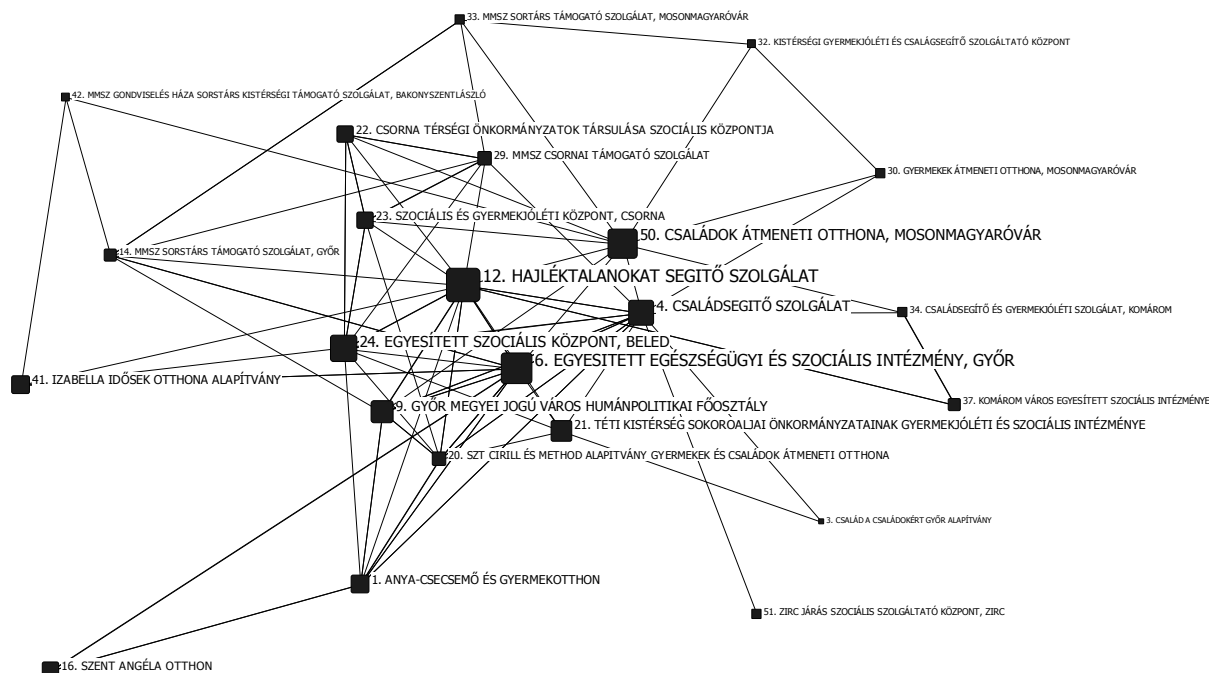 33. MMSZ SORTÁRS TÁMOGATÓ SZOLGÁLAT, MOSONMAGYARÓVÁR
32. KISTÉRSÉGI GYERMEKJÓLÉTI ÉS CSALÁGSEGÍTŐ SZOLGÁLTATÓ KÖZPONT
42. MMSZ GONDVISELÉS HÁZA SORSTÁRS KISTÉRSÉGI TÁMOGATÓ SZOLGÁLAT, BAKONYSZENTLÁSZLÓ
22. CSORNA TÉRSÉGI ÖNKORMÁNYZATOK TÁRSULÁSA SZOCIÁLIS KÖZPONTJA
29. MMSZ CSORNAI TÁMOGATÓ SZOLGÁLAT
30. GYERMEKEK ÁTMENETI OTTHONA, MOSONMAGYARÓVÁR
23. SZOCIÁLIS ÉS GYERMEKJÓLÉTI KÖZPONT, CSORNA
50. CSALÁDOK ÁTMENETI OTTHONA, MOSONMAGYARÓVÁR
14. MMSZ SORSTÁRS TÁMOGATÓ SZOLGÁLAT, GYŐR
12. HAJLÉKTALANOKAT SEGITŐ SZOLGÁLAT
4. CSALÁDSEGITŐ SZOLGÁLAT
34. CSALÁDSEGÍTŐ ÉS GYERMEKJÓLÉTI SZOLGÁLAT, KOMÁROM
24. EGYESÍTETT SZOCIÁLIS KÖZPONT, BELED
6. EGYESITETT EGÉSZSÉGÜGYI ÉS SZOCIÁLIS INTÉZMÉNY, GYŐR
41. IZABELLA IDŐSEK OTTHONA ALAPÍTVÁNY
37. KOMÁROM VÁROS EGYESÍTETT SZOCIÁLIS INTÉZMÉNYE
9. GYŐR MEGYEI JOGÚ VÁROS HUMÁNPOLITIKAI FŐOSZTÁLY
21. TÉTI KISTÉRSÉG SOKOROALJAI ÖNKORMÁNYZATAINAK GYERMEKJÓLÉTI ÉS SZOCIÁLIS INTÉZMÉNYE
20. SZT CIRILL ÉS METHOD ALAPITVÁNY GYERMEKEK ÉS CSALÁDOK ÁTMENETI OTTHONA
3. CSALÁD A CSALÁDOKÉRT GYŐR ALAPÍTVÁNY
1. ANYA-CSECSEMŐ ÉS GYERMEKOTTHON
51. ZIRC JÁRÁS SZOCIÁLIS SZOLGÁLTATÓ KÖZPONT, ZIRC
16. SZENT ANGÉLA OTTHON